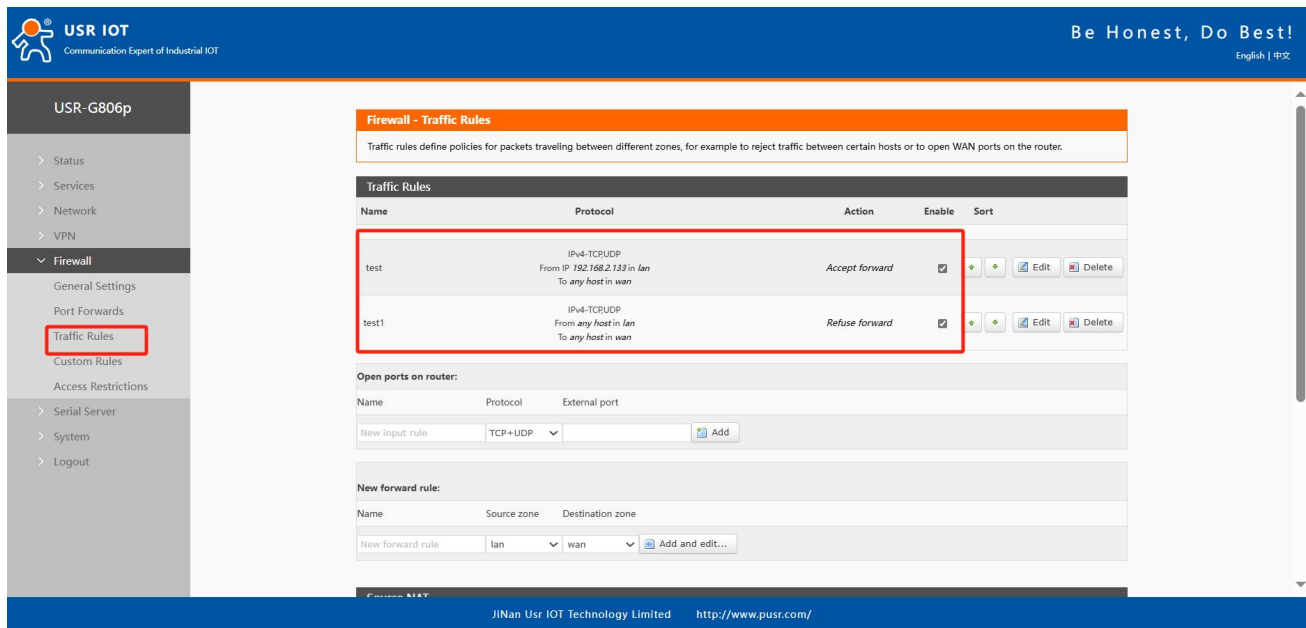 USR IOT
Communication Expert of Industrial IOT
Be Honest, Do Best!
English | 中文
USR-G806p
Status
Services
Network
VPN
Firewall
General Settings
Port Forwards
Traffic Rules
Custom Rules
Access Restrictions
Serial Server
System
Logout
Firewall - Traffic Rules
Traffic rules define policies for packets traveling between different zones, for example to reject traffic between certain hosts or to open WAN ports on the router.
Traffic Rules
Name Protocol Action Enable Sort
IPv4-TCP,UDP
test From IP 192.168.2.133 in lan Accept forward Edit Delete
To any host in wan
IPv4-TCP,UDP
test1 From any host in lan Refuse forward Edit Delete
To any host in wan
Open ports on router:
Name Protocol External port
New input rule TCP+UDP Add
New forward rule:
Name Source zone Destination zone
New forward rule lan wan Add and edit...
Source NAT
JiNan Usr IOT Technology Limited http://www.pusr.com/